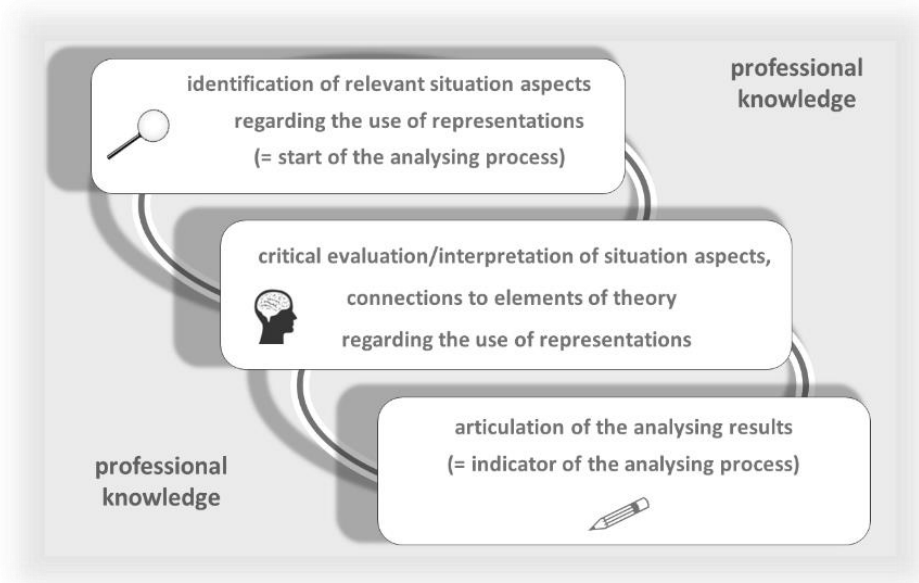 identification of relevant situation aspects
regarding the use of representations
(= start of the analysing process)
professional
knowledge
critical evaluation/interpretation of situation aspects,
connections to elements of theory
regarding the use of representations
articulation of the analysing results
(= indicator of the analysing process)
professional
knowledge